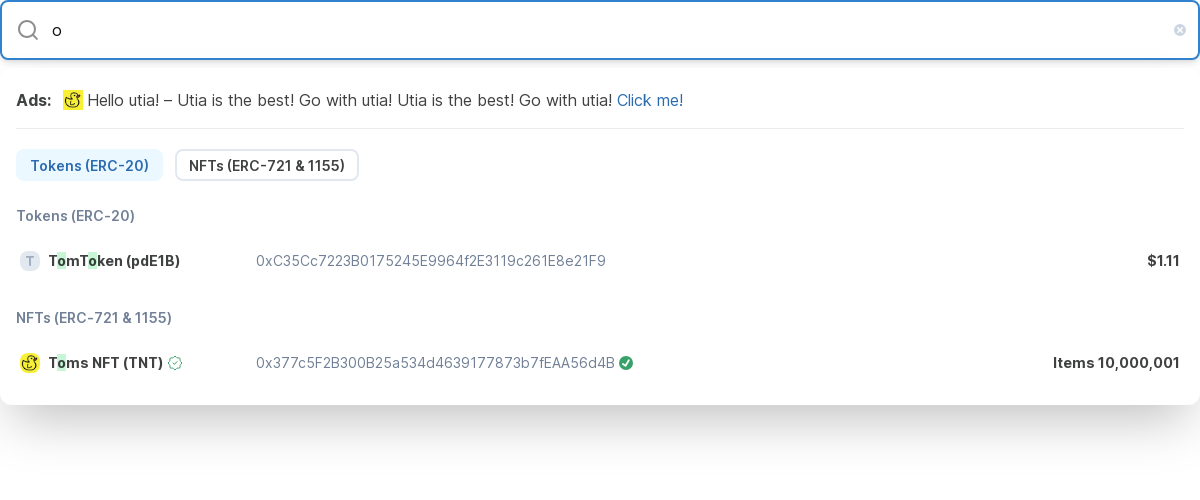 o
Ads: Hello utia! – Utia is the best! Go with utia! Utia is the best! Go with utia! Click me!
Tokens (ERC-20) NFTs (ERC-721 & 1155)
Tokens (ERC-20)
T TomToken (pdE1B) 0xC35Cc7223B0175245E9964f2E3119c261E8e21F9 $1.11
NFTs (ERC-721 & 1155)
Toms NFT (TNT) 0x377c5F2B300B25a534d4639177873b7fEAA56d4B Items 10,000,001